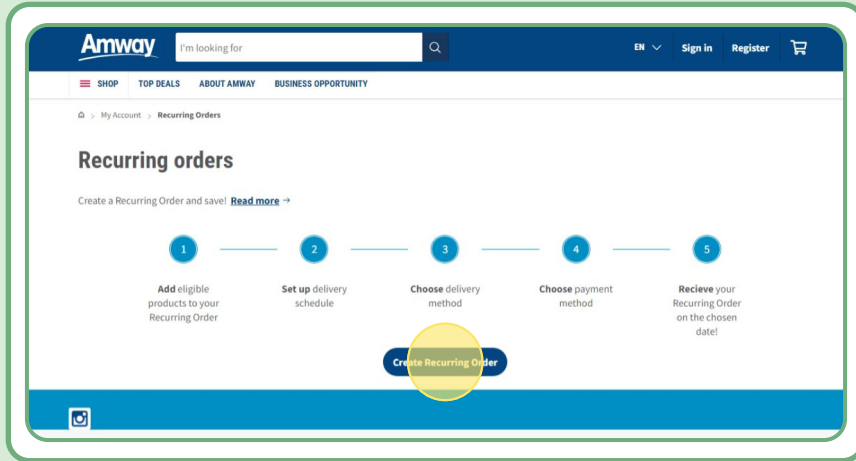 Amway
I'm looking for
EN
Sign in
Register
SHOP
TOP DEALS
ABOUT AMWAY
BUSINESS OPPORTUNITY
My Account > Recurring Orders
Recurring orders
Create a Recurring Order and save! Read more →
1
2
3
4
5
Add eligible
products to your
Recurring Order
Set up delivery
schedule
Choose delivery
method
Choose payment
method
Recieve your
Recurring Order
on the chosen
date!
Create Recurring Order